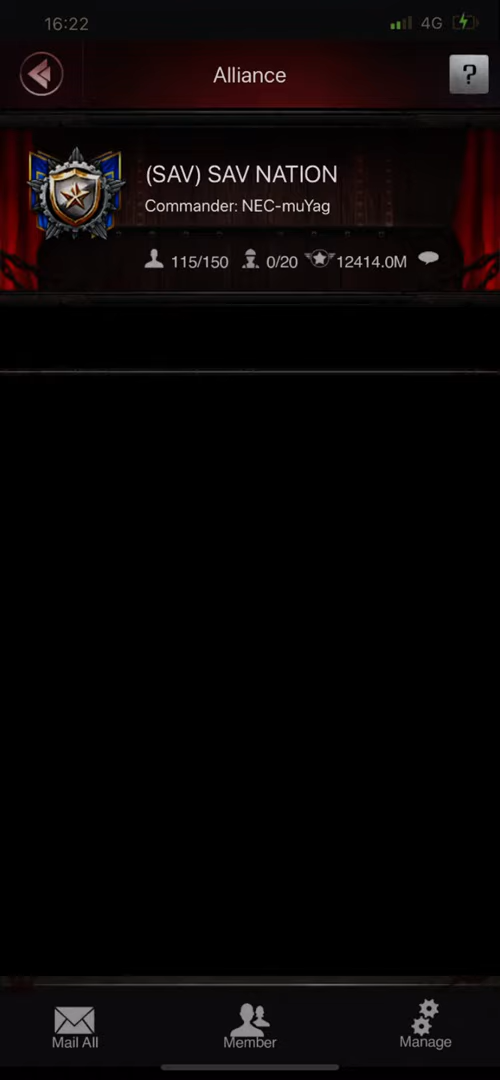 16:22
4G
Alliance
?
(SAV) SAV NATION
Commander: NEC-muYag
115/150 0/20 12414.0M
Mail All
Member
Manage